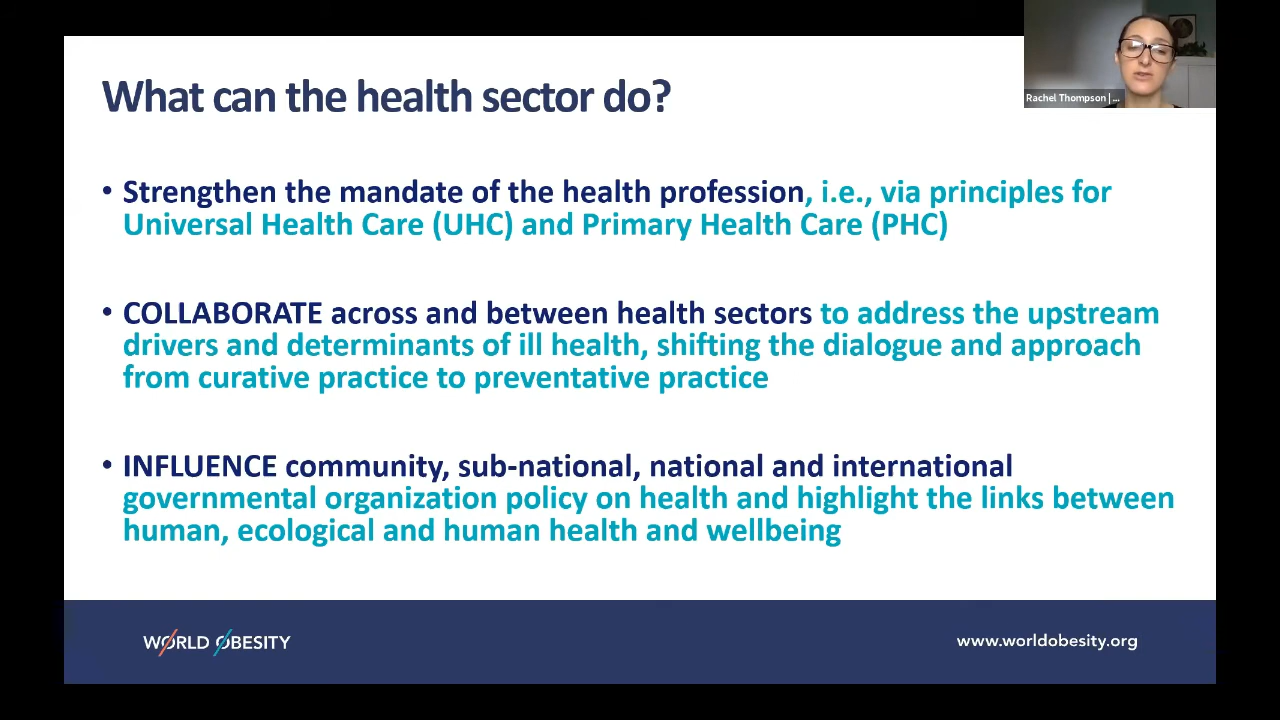 What can the health sector do?
Rachel Thompson | ...
• Strengthen the mandate of the health profession, i.e., via principles for
Universal Health Care (UHC) and Primary Health Care (PHC)
• COLLABORATE across and between health sectors to address the upstream
drivers and determinants of ill health, shifting the dialogue and approach
from curative practice to preventative practice
• INFLUENCE community, sub-national, national and international
governmental organization policy on health and highlight the links between
human, ecological and human health and wellbeing
WORLD OBESITY
www.worldobesity.org